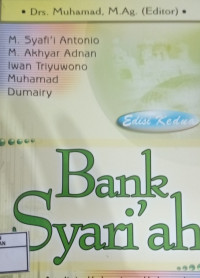 • Drs. Muhamad, M.Ag. (Editor) •
M. Syafi'i Antonio
M. Akhyar Adnan
Iwan Triyuwono
Muhamad
Dumairy
Edisi Kedua
Bank
Syari'ah